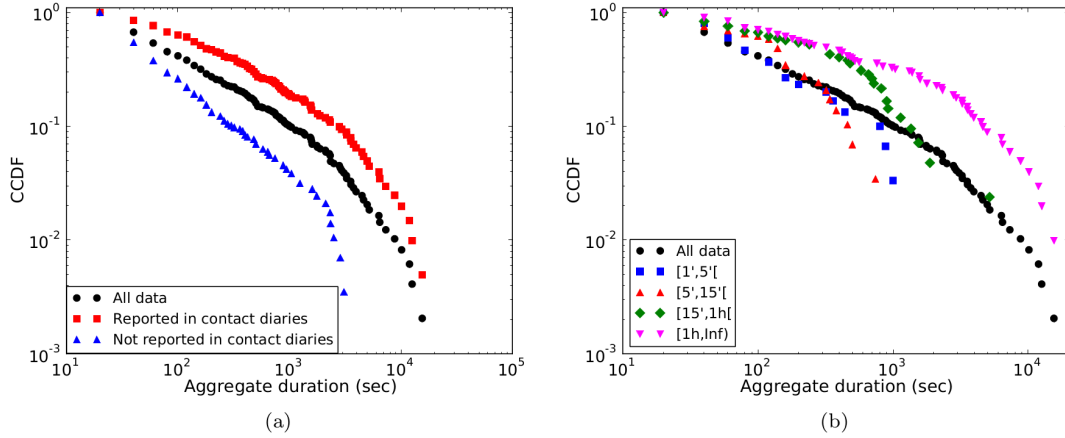 10^0
10^-1
10^-2
10^-3
CCDF
All data
Reported in contact diaries
Not reported in contact diaries
10^1
10^2
10^3
10^4
10^5
Aggregate duration (sec)
(a)
10^0
10^-1
10^-2
10^-3
CCDF
All data
[1',5'[
[5',15'[
[15',1h[
[1h,Inf)
10^1
10^2
10^3
10^4
Aggregate duration (sec)
(b)